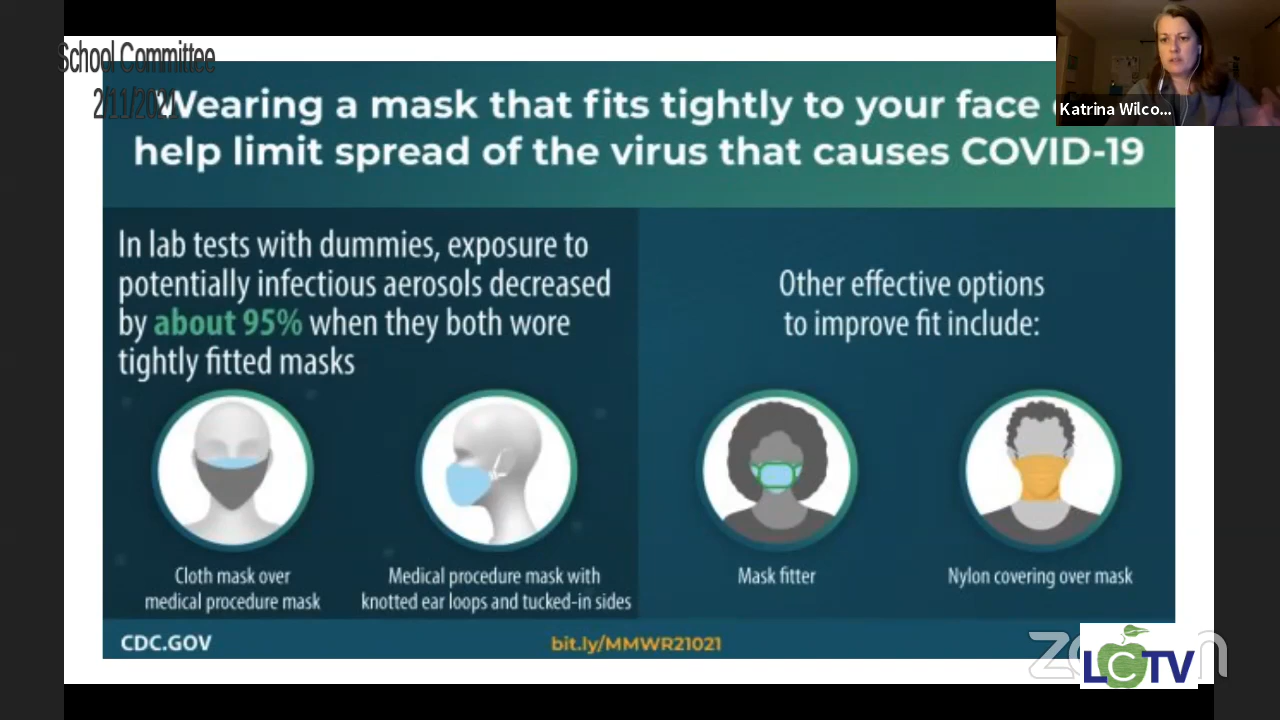 School Committee
2/11/2021
Wearing a mask that fits tightly to your face
help limit spread of the virus that causes COVID-19
Katrina Wilco...
In lab tests with dummies, exposure to
potentially infectious aerosols decreased
by about 95% when they both wore
tightly fitted masks
Other effective options
to improve fit include:
Cloth mask over
medical procedure mask
Medical procedure mask with
knotted ear loops and tucked-in sides
Mask fitter
Nylon covering over mask
CDC.GOV
bit.ly/MMWR21021
LCTV